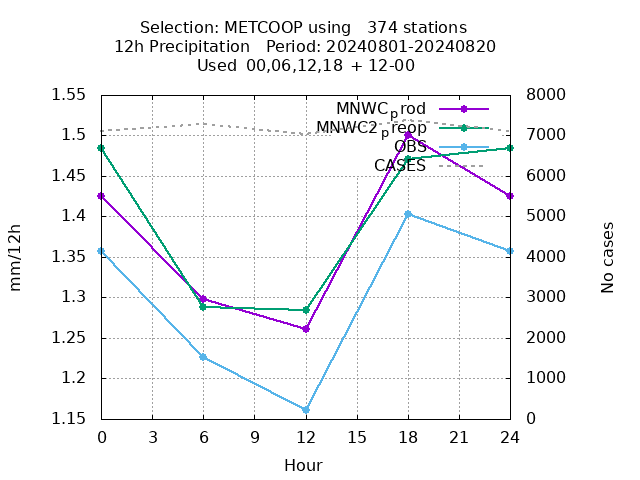 Selection: METCOOP using   374 stations
12h Precipitation   Period: 20240801-20240820
Used  00,06,12,18 + 12-00
1.55
1.5
1.45
1.4
1.35
1.3
1.25
1.2
1.15
mm/12h
8000
7000
6000
5000
4000
3000
2000
1000
0
No cases
MNWC_prod
MNWC2_preop
OBS
CASES
0 3 6 9 12 15 18 21 24
Hour